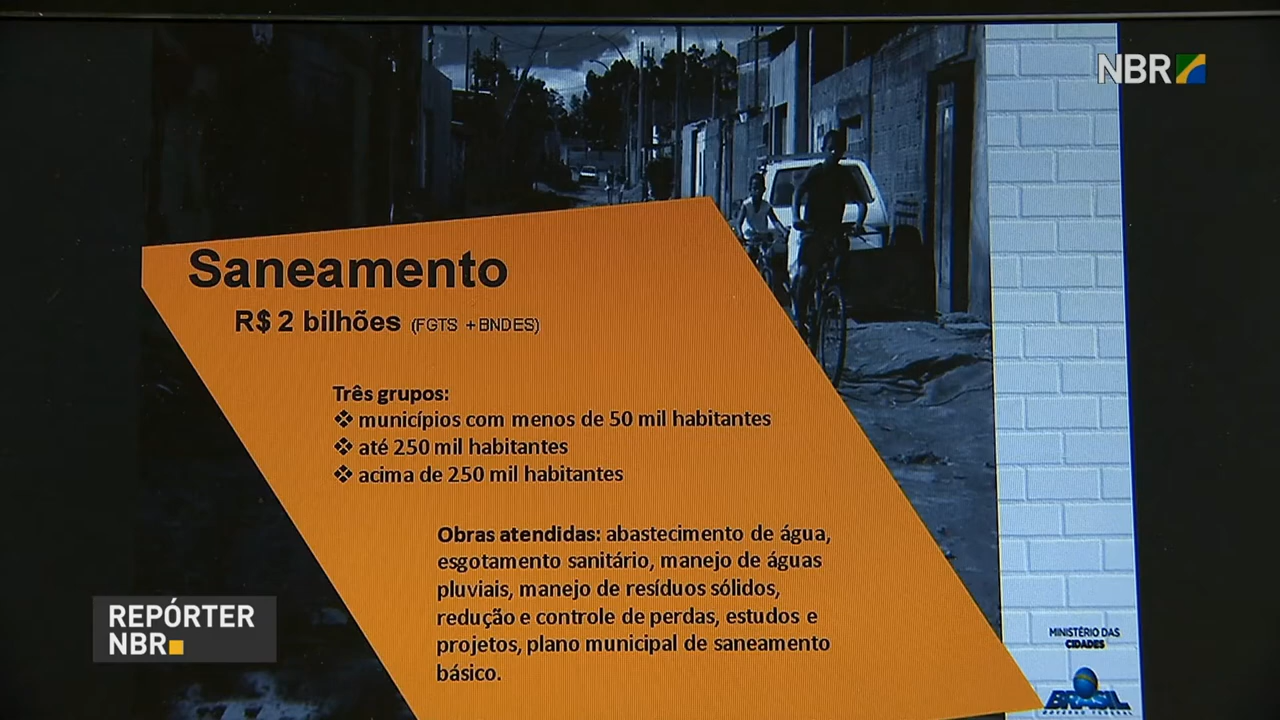 NBR
Saneamento
R$ 2 bilhões (FGTS + BNDES)
Três grupos:
❖ municípios com menos de 50 mil habitantes
❖ até 250 mil habitantes
❖ acima de 250 mil habitantes
Obras atendidas: abastecimento de água,
esgotamento sanitário, manejo de águas
pluviais, manejo de resíduos sólidos,
redução e controle de perdas, estudos e
projetos, plano municipal de saneamento
básico.
REPÓRTER
NBR
MINISTÉRIO DAS
CIDADES
BRASIL
GOVERNO FEDERAL